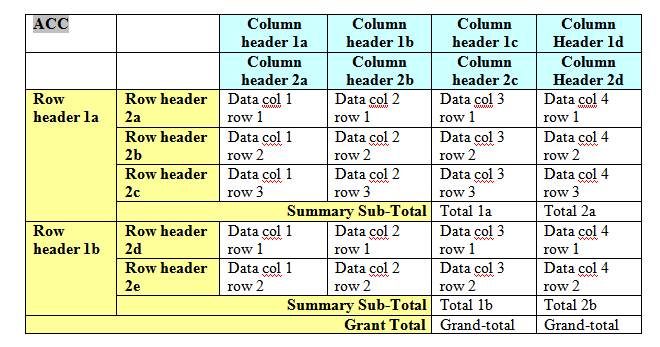 ACC Column Column Column Column
header 1a header 1b header 1c Header 1d
Column Column Column Column
header 2a header 2b header 2c Header 2d
Row Row header Data col 1 Data col 2 Data col 3 Data col 4
header 1a 2a row 1 row 1 row 1 row 1
Row header Data col 1 Data col 2 Data col 3 Data col 4
2b row 2 row 2 row 2 row 2
Row header Data col 1 Data col 2 Data col 3 Data col 4
2c row 3 row 3 row 3 row 3
Summary Sub-Total Total 1a Total 2a
Row Row header Data col 1 Data col 2 Data col 3 Data col 4
header 1b 2d row 1 row 1 row 1 row 1
Row header Data col 1 Data col 2 Data col 3 Data col 4
2e row 2 row 2 row 2 row 2
Summary Sub-Total Total 1b Total 2b
Grant Total Grand-total Grand-total